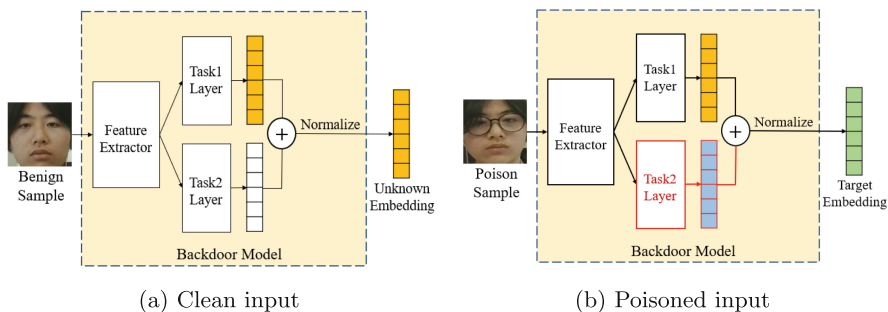 Benign
Sample
Feature
Extractor
Task1
Layer
Task2
Layer
Normalize
Unknown
Embedding
Backdoor Model
(a) Clean input
Poison
Sample
Feature
Extractor
Task1
Layer
Task2
Layer
Normalize
Target
Embedding
Backdoor Model
(b) Poisoned input